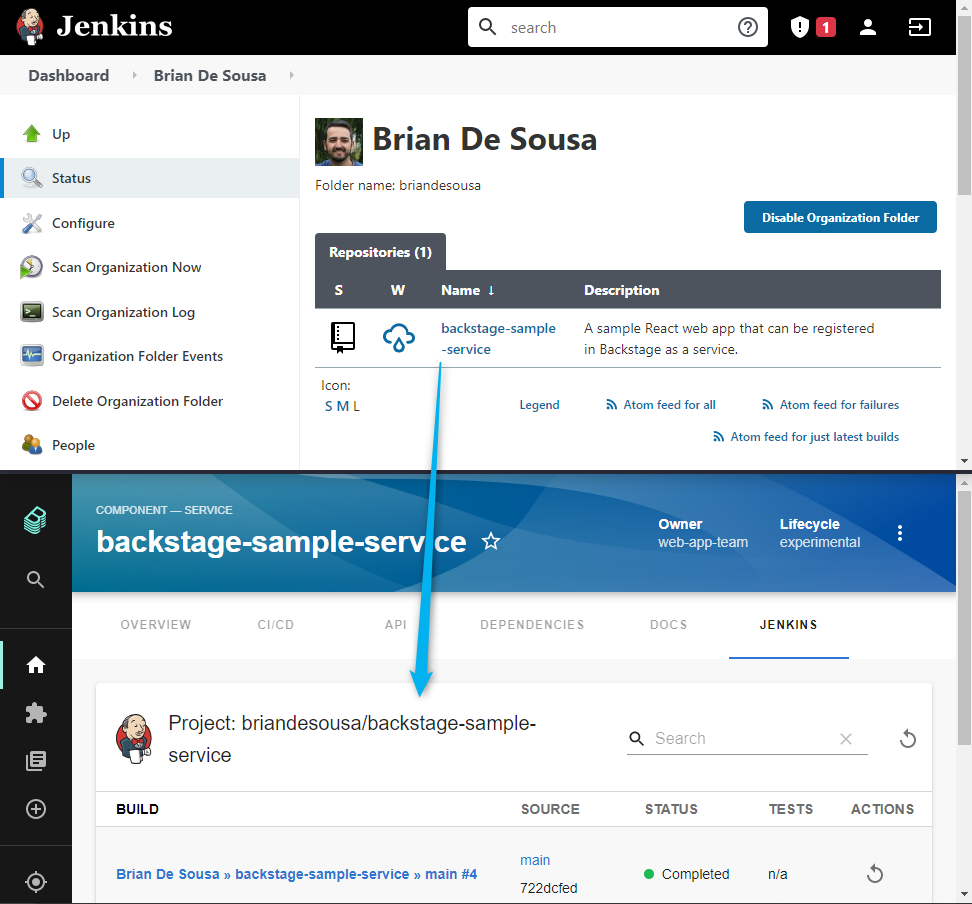 Jenkins
search
1
Dashboard
Brian De Sousa
Up
Status
Configure
Scan Organization Now
Scan Organization Log
Organization Folder Events
Delete Organization Folder
People
Brian De Sousa
Folder name: briandesousa
Disable Organization Folder
Repositories (1)
S W Name ↓ Description
backstage-sample
-service
A sample React web app that can be registered
in Backstage as a service.
Icon:
S M L
Legend
Atom feed for all
Atom feed for failures
Atom feed for just latest builds
COMPONENT — SERVICE
backstage-sample-service
Owner
web-app-team
Lifecycle
experimental
OVERVIEW CI/CD API DEPENDENCIES DOCS JENKINS
Project: briandesousa/backstage-sample-
service
Search
BUILD SOURCE STATUS TESTS ACTIONS
Brian De Sousa » backstage-sample-service » main #4
main
722dcfed
Completed
n/a